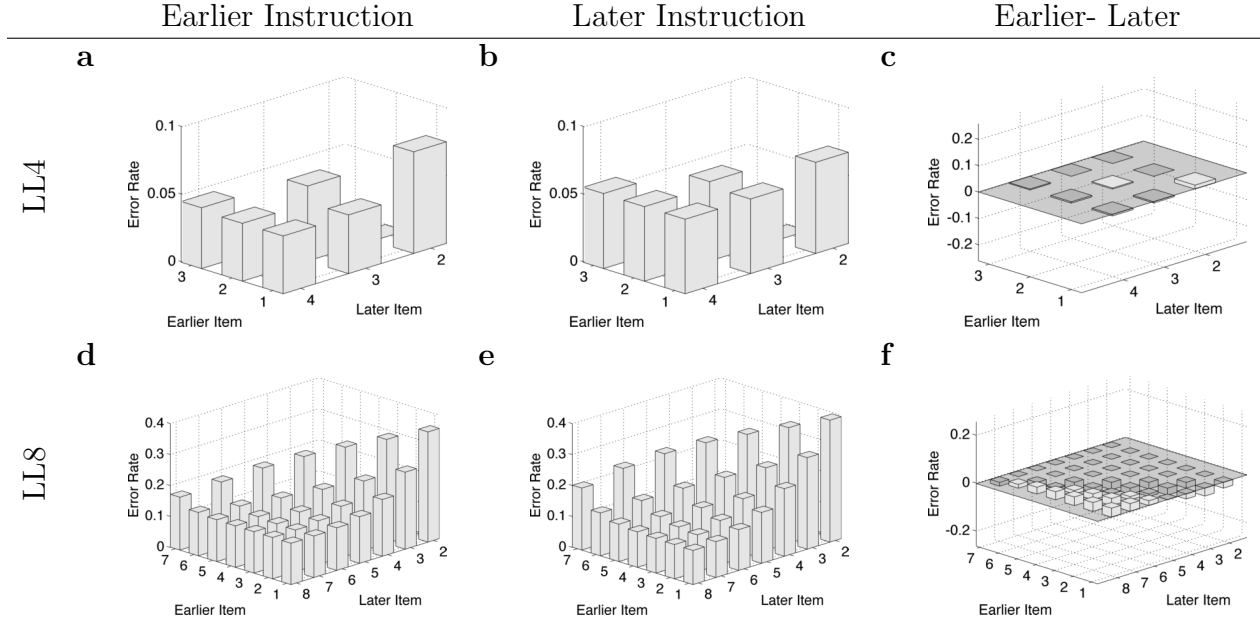 Earlier Instruction Later Instruction Earlier- Later
LL4
a
0.1
0.05
0
Error Rate
3 2 1
Earlier Item
4 3 2
Later Item
b
0.1
0.05
0
Error Rate
3 2 1
Earlier Item
4 3 2
Later Item
c
0.2
0.1
0
-0.1
-0.2
Error Rate
3 2 1
Earlier Item
4 3 2
Later Item
LL8
d
0.4
0.3
0.2
0.1
0
Error Rate
7 6 5 4 3 2 1
Earlier Item
8 7 6 5 4 3 2
Later Item
e
0.4
0.3
0.2
0.1
0
Error Rate
7 6 5 4 3 2 1
Earlier Item
8 7 6 5 4 3 2
Later Item
f
0.2
0
-0.2
Error Rate
7 6 5 4 3 2 1
Earlier Item
8 7 6 5 4 3 2
Later Item